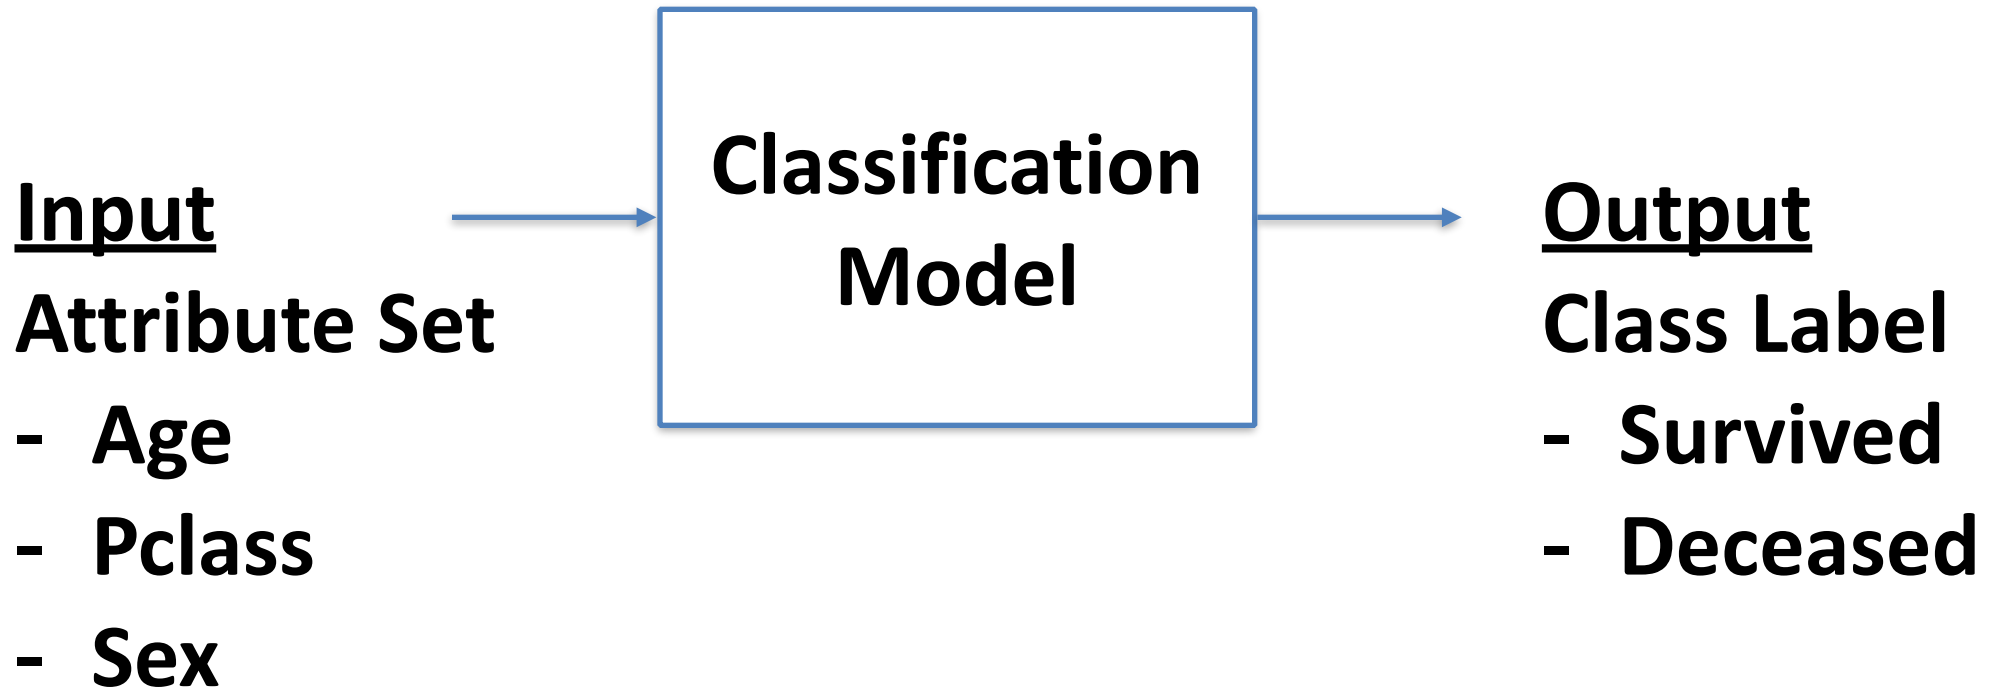 Input
Attribute Set
- Age
- Pclass
- Sex
Classification
Model
Output
Class Label
- Survived
- Deceased